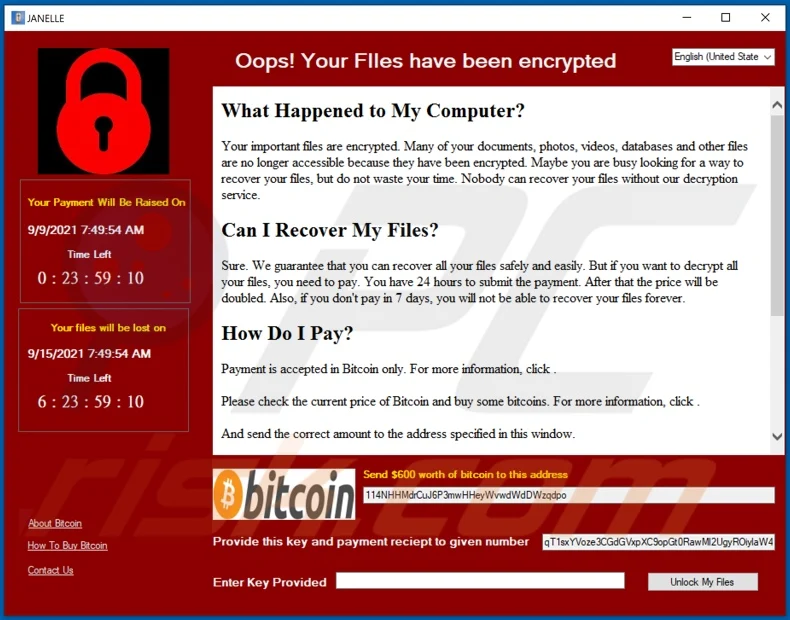 JANELLE
Oops! Your FIles have been encrypted
English (United State
What Happened to My Computer?
Your important files are encrypted. Many of your documents, photos, videos, databases and other files
are no longer accessible because they have been encrypted. Maybe you are busy looking for a way to
recover your files, but do not waste your time. Nobody can recover your files without our decryption
service.
Can I Recover My Files?
Sure. We guarantee that you can recover all your files safely and easily. But if you want to decrypt all
your files, you need to pay. You have 24 hours to submit the payment. After that the price will be
doubled. Also, if you don't pay in 7 days, you will not be able to recover your files forever.
How Do I Pay?
Payment is accepted in Bitcoin only. For more information, click .
Please check the current price of Bitcoin and buy some bitcoins. For more information, click .
And send the correct amount to the address specified in this window.
Your Payment Will Be Raised On
9/9/2021 7:49:54 AM
Time Left
0 : 23 : 59 : 10
Your files will be lost on
9/15/2021 7:49:54 AM
Time Left
6 : 23 : 59 : 10
About Bitcoin
How To Buy Bitcoin
Contact Us
bitcoin
Send $600 worth of bitcoin to this address
114NHHMdrCuJ6P3mwHHeyWvwdWdDWzqdpo
Provide this key and payment reciept to given number
qT1sxYVoze3CGdGVxpXC9opGt0RawMl2UgyROiylaW4
Enter Key Provided
Unlock My Files
PC
risk.com